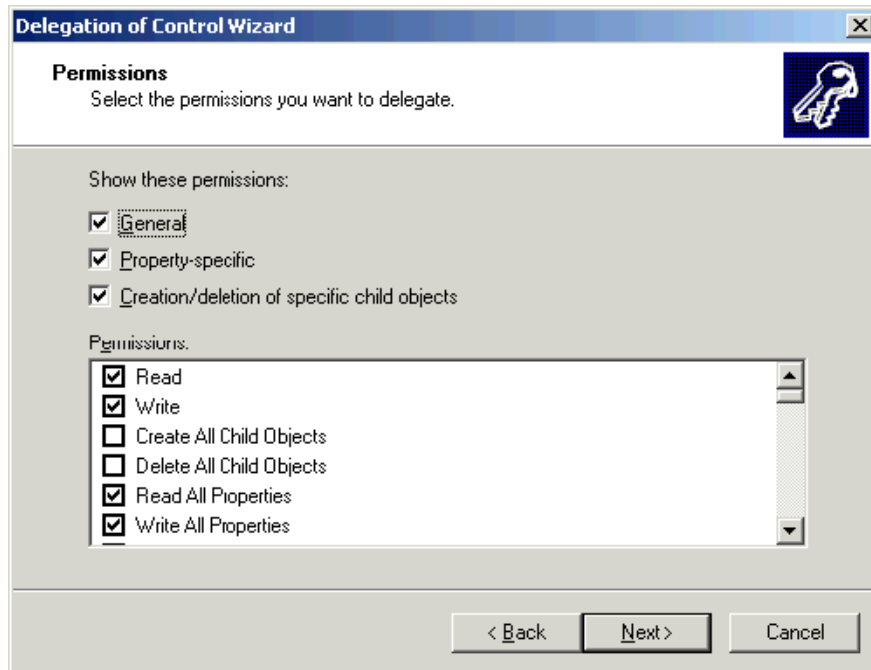 Delegation of Control Wizard
Permissions
Select the permissions you want to delegate.
Show these permissions:
General
Property-specific
Creation/deletion of specific child objects
Permissions:
Read
Write
Create All Child Objects
Delete All Child Objects
Read All Properties
Write All Properties
< Back Next > Cancel